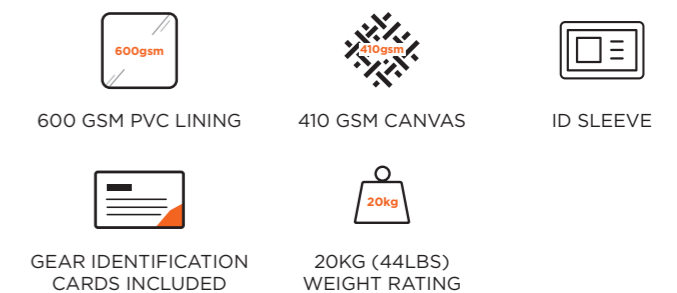 600gsm
410gsm
600 GSM PVC LINING
410 GSM CANVAS
ID SLEEVE
20kg
GEAR IDENTIFICATION
CARDS INCLUDED
20KG (44LBS)
WEIGHT RATING